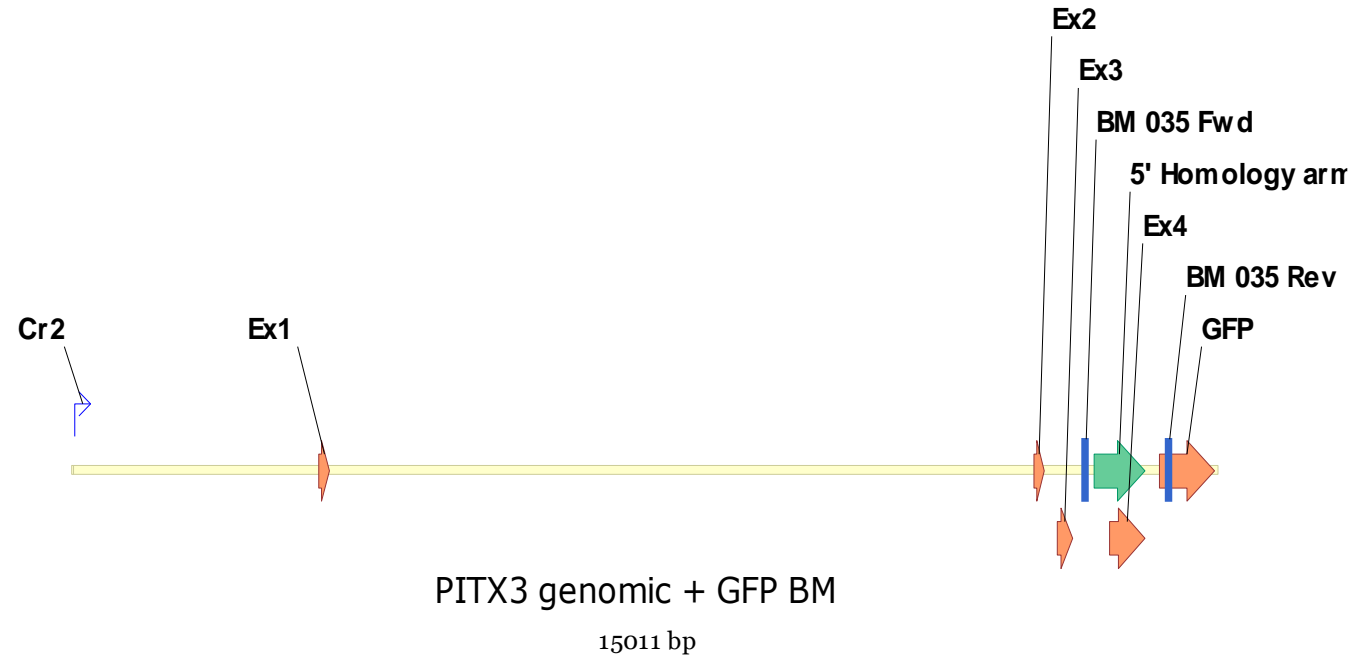 Ex2
Ex3
BM 035 Fwd
5' Homology arm
Ex4
BM 035 Rev
Cr2
Ex1
GFP
PITX3 genomic + GFP BM
15011 bp